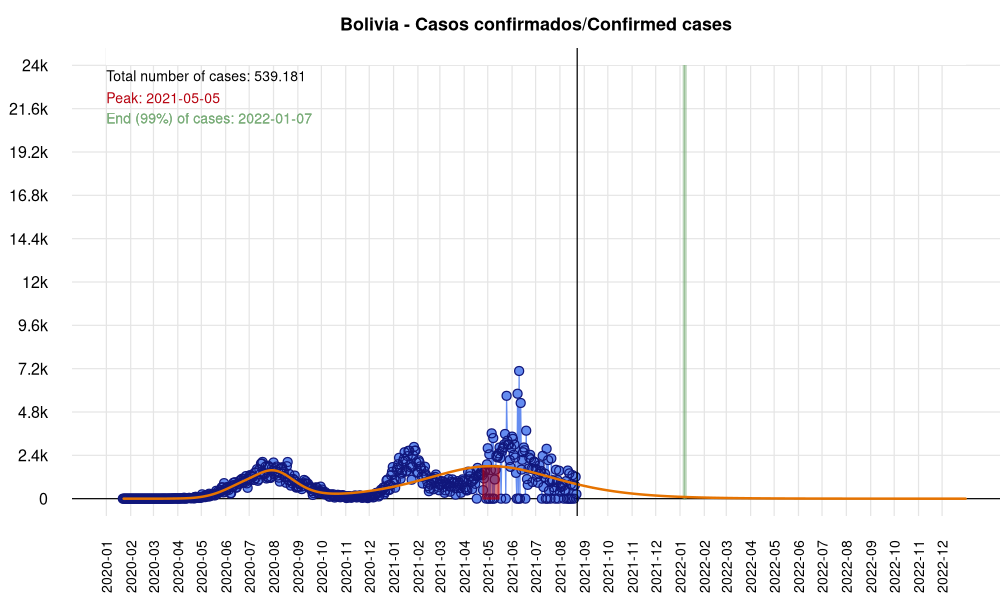 Bolivia - Casos confirmados/Confirmed cases
Total number of cases: 539.181
Peak: 2021-05-05
End (99%) of cases: 2022-01-07
24k
21.6k
19.2k
16.8k
14.4k
12k
9.6k
7.2k
4.8k
2.4k
0
2020-01
2020-02
2020-03
2020-04
2020-05
2020-06
2020-07
2020-08
2020-09
2020-10
2020-11
2020-12
2021-01
2021-02
2021-03
2021-04
2021-05
2021-06
2021-07
2021-08
2021-09
2021-10
2021-11
2021-12
2022-01
2022-02
2022-03
2022-04
2022-05
2022-06
2022-07
2022-08
2022-09
2022-10
2022-11
2022-12